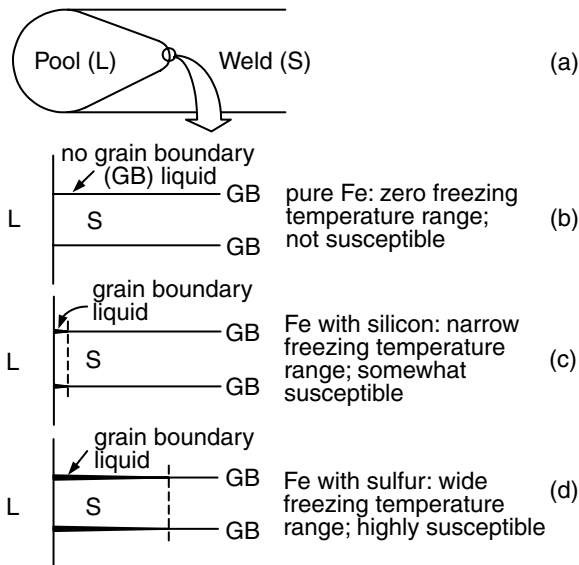 Pool (L)
Weld (S)
(a)
no grain boundary
(GB) liquid
GB
L
S
GB
pure Fe: zero freezing
temperature range;
not susceptible
(b)
grain boundary
liquid
GB
L
S
GB
Fe with silicon: narrow
freezing temperature
range; somewhat
susceptible
(c)
grain boundary
liquid
GB
L
S
GB
Fe with sulfur: wide
freezing temperature
range; highly susceptible
(d)